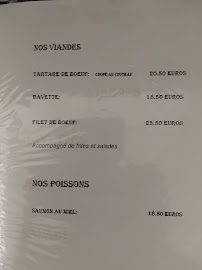 NOS VIANDES
TARTARE DE BOEUF: COUPÉ AU COUTEAU 20.50 EUROS
BAVETTE: 18.50 EUROS
FILET DE BOEUF: 25.50 EUROS
Accompagné de frites et salades
NOS POISSONS
SAUMON AU MIEL: 18.50 EUROS